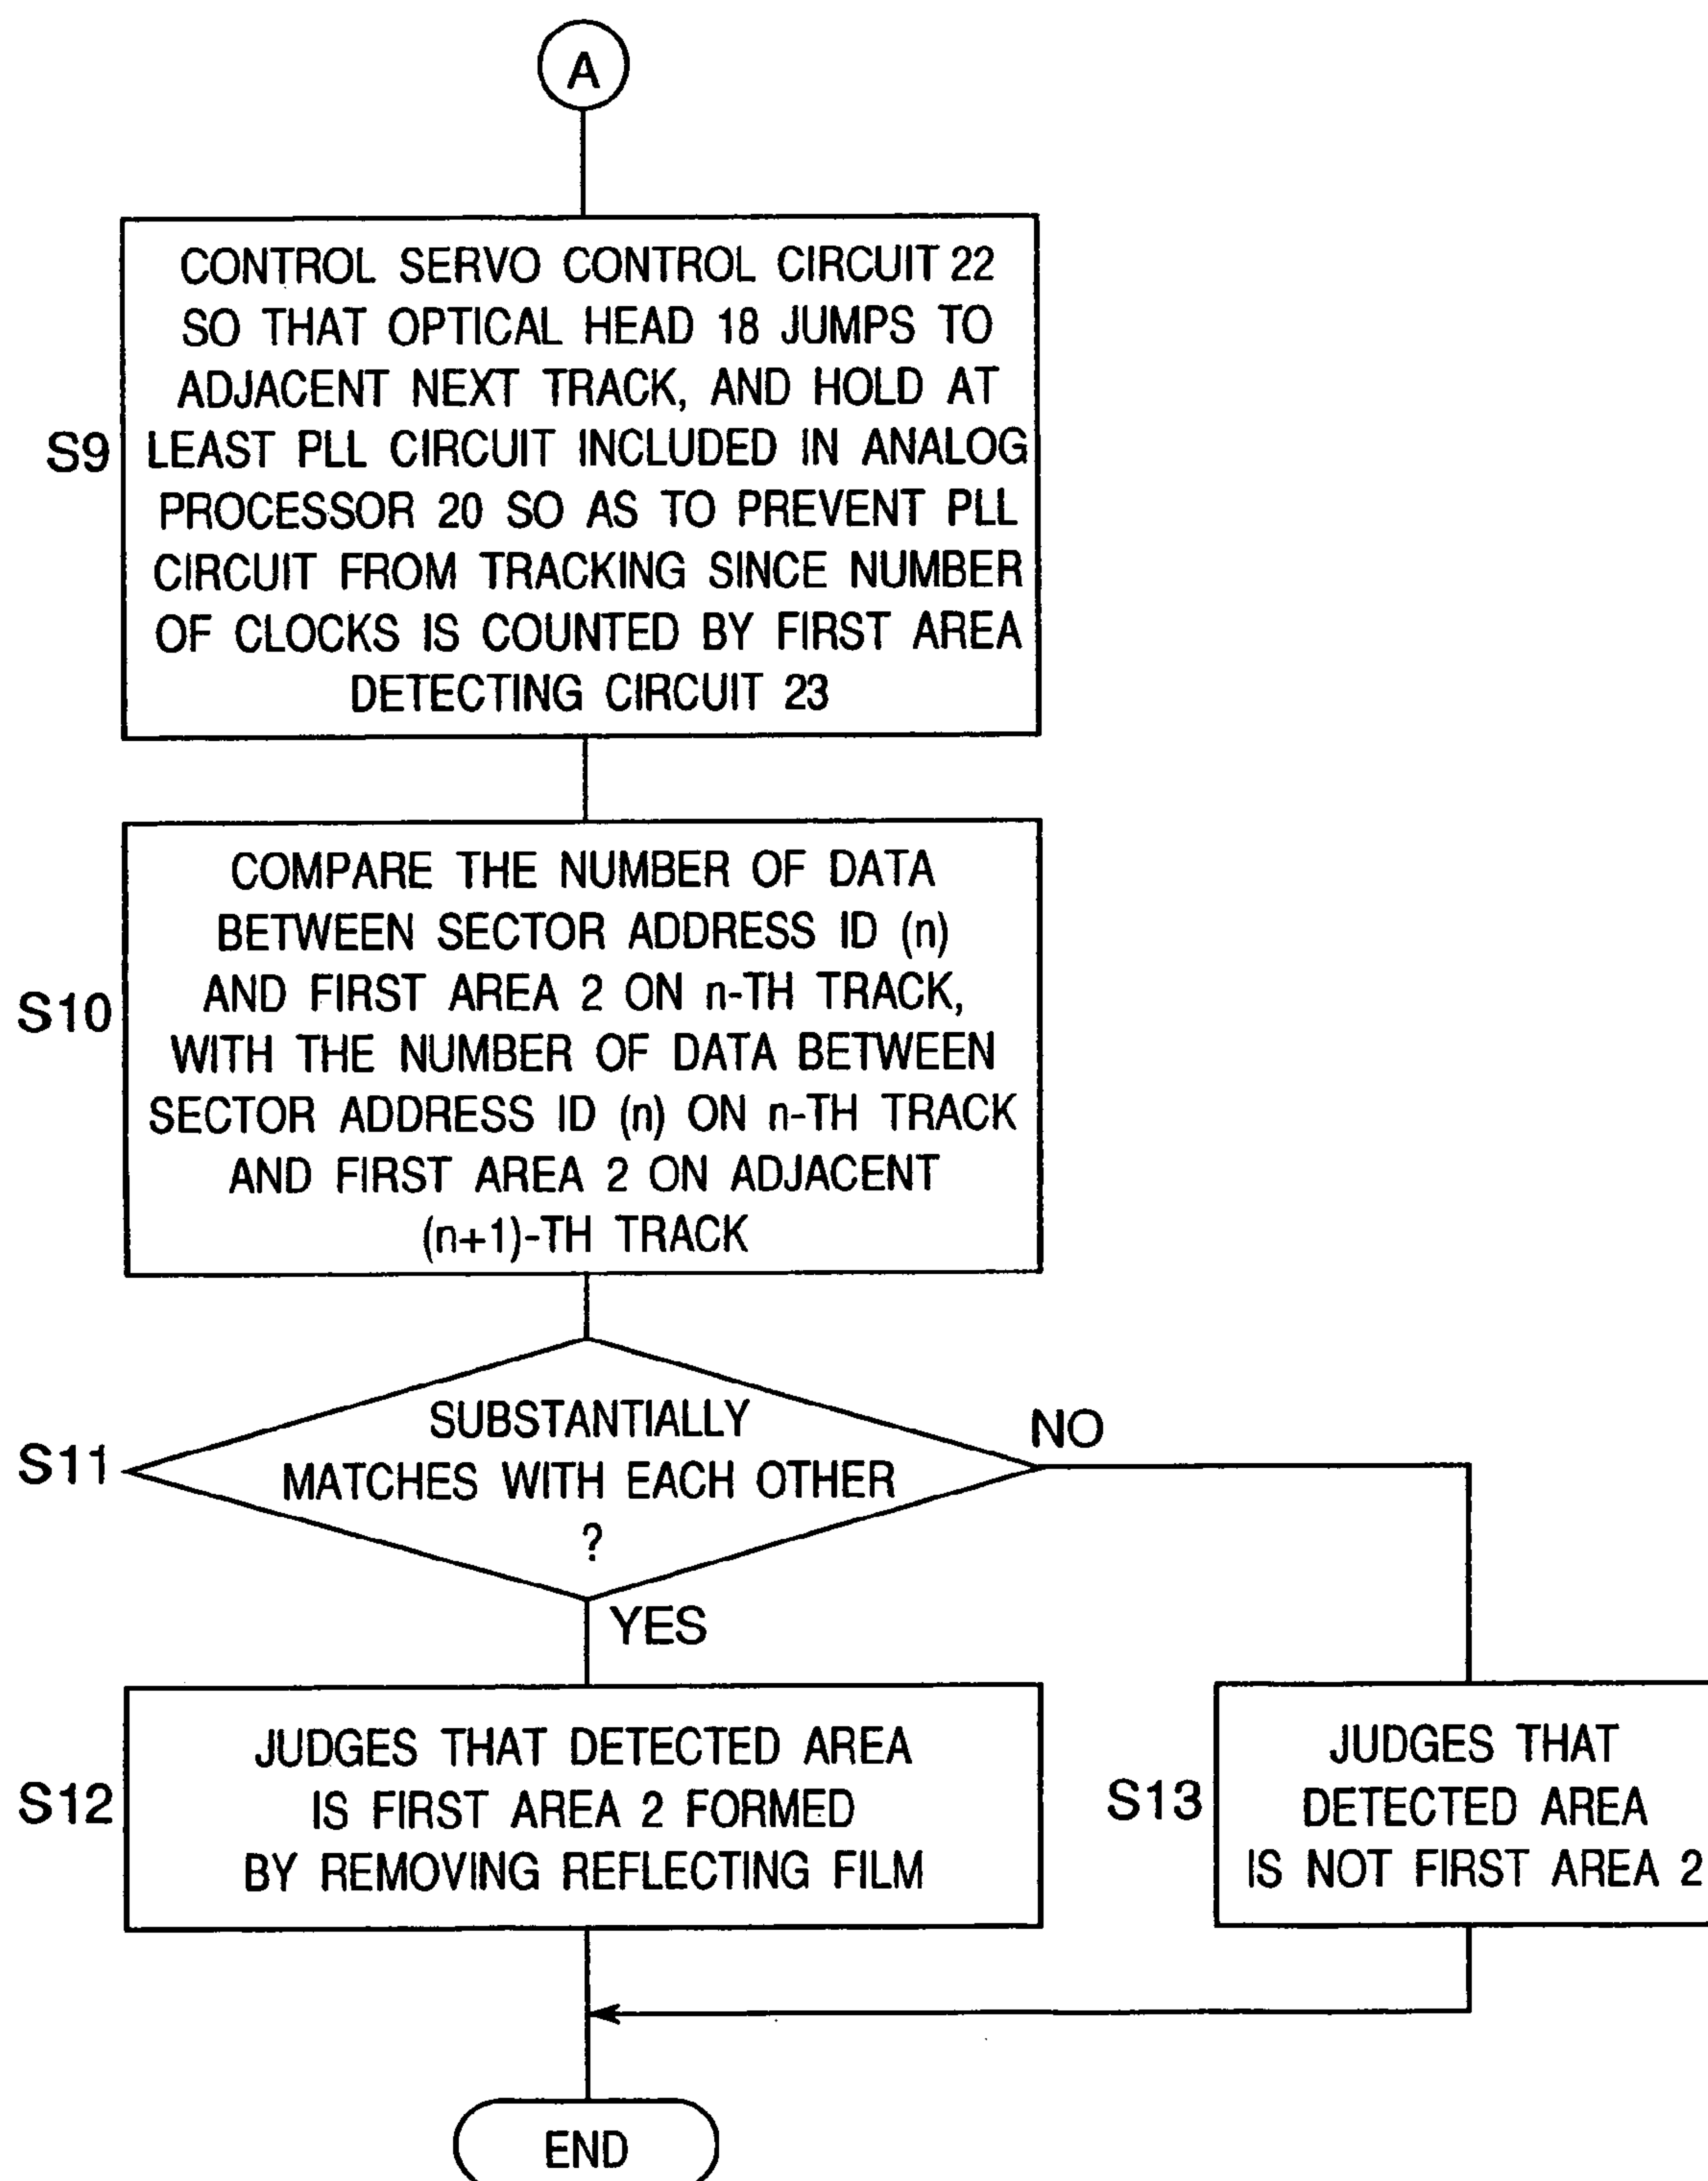 A
S9
CONTROL SERVO CONTROL CIRCUIT 22
SO THAT OPTICAL HEAD 18 JUMPS TO
ADJACENT NEXT TRACK, AND HOLD AT
LEAST PLL CIRCUIT INCLUDED IN ANALOG
PROCESSOR 20 SO AS TO PREVENT PLL
CIRCUIT FROM TRACKING SINCE NUMBER
OF CLOCKS IS COUNTED BY FIRST AREA
DETECTING CIRCUIT 23
S10
COMPARE THE NUMBER OF DATA
BETWEEN SECTOR ADDRESS ID (n)
AND FIRST AREA 2 ON n-TH TRACK,
WITH THE NUMBER OF DATA BETWEEN
SECTOR ADDRESS ID (n) ON n-TH TRACK
AND FIRST AREA 2 ON ADJACENT
(n+1)-TH TRACK
S11
SUBSTANTIALLY
MATCHES WITH EACH OTHER
?
NO
YES
S12
JUDGES THAT DETECTED AREA
IS FIRST AREA 2 FORMED
BY REMOVING REFLECTING FILM
S13
JUDGES THAT
DETECTED AREA
IS NOT FIRST AREA 2
END